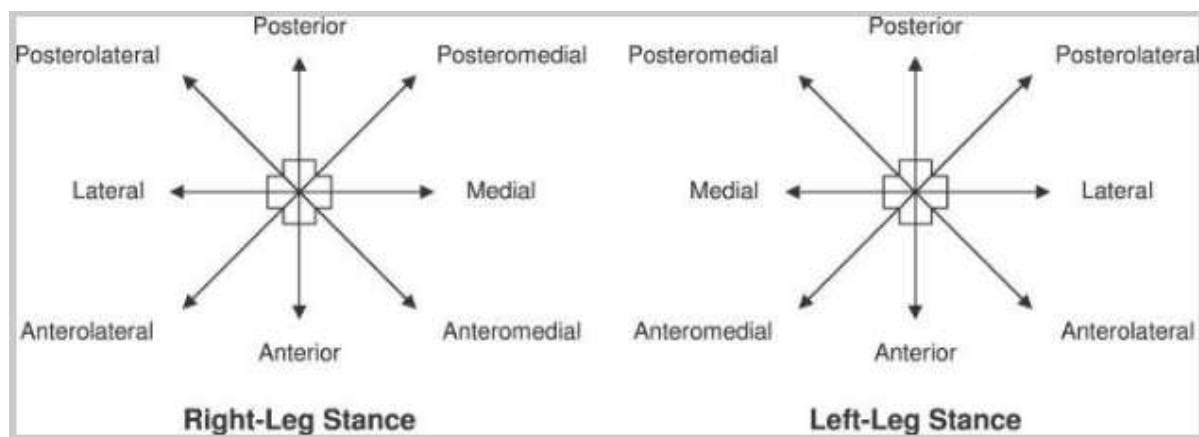 Posterior
Posterolateral
Posteromedial
Lateral
Medial
Anterolateral
Anteromedial
Anterior
Right-Leg Stance
Posterior
Posteromedial
Posterolateral
Medial
Lateral
Anteromedial
Anterolateral
Anterior
Left-Leg Stance